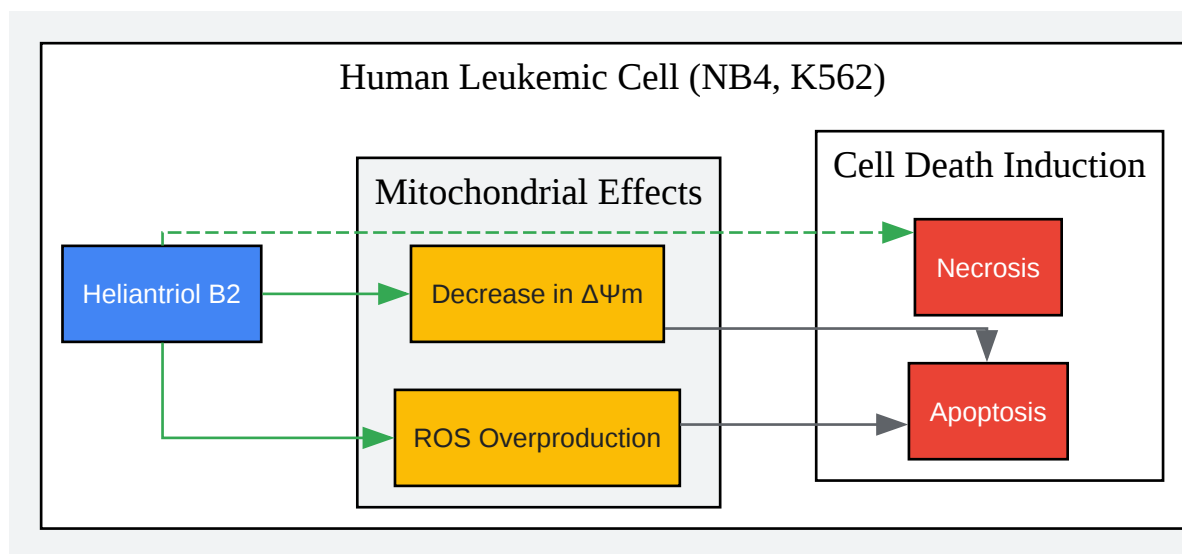 Human Leukemic Cell (NB4, K562)
Cell Death Induction
Mitochondrial Effects
Necrosis
Heliantriol B2
Decrease in ΔΨm
Apoptosis
ROS Overproduction